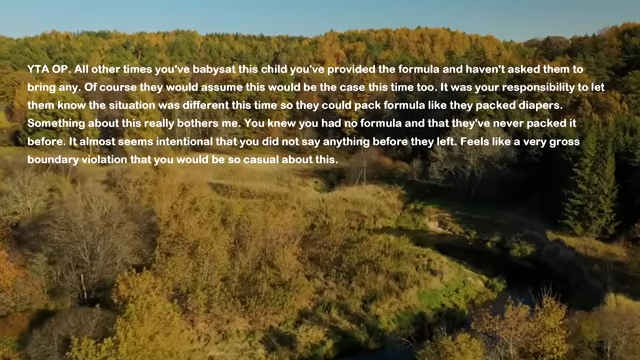 YTA OP. All other times you've babysat this child you've provided the formula and haven't asked them to
bring any. Of course they would assume this would be the case this time too. It was your responsibility to let
them know the situation was different this time so they could pack formula like they packed diapers.
Something about this really bothers me. You knew you had no formula and that they've never packed it
before. It almost seems intentional that you did not say anything before they left. Feels like a very gross
boundary violation that you would be so casual about this.